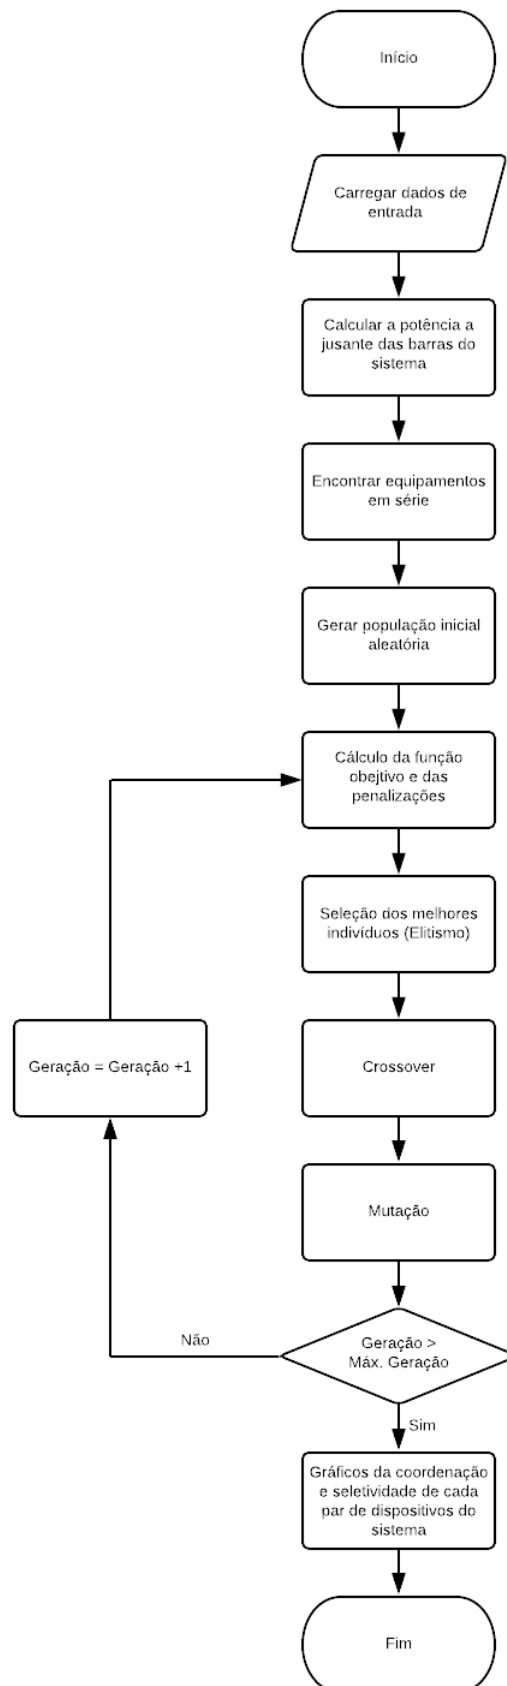 Início
Carregar dados de
entrada
Calcular a potência a
jusante das barras do
sistema
Encontrar equipamentos
em série
Gerar população inicial
aleatória
Cálculo da função
obejtivo e das
penalizações
Seleção dos melhores
indivíduos (Elitismo)
Geração = Geração +1
Crossover
Mutação
Não
Geração >
Máx. Geração
Sim
Gráficos da coordenação
e seletividade de cada
par de dispositivos do
sistema
Fim